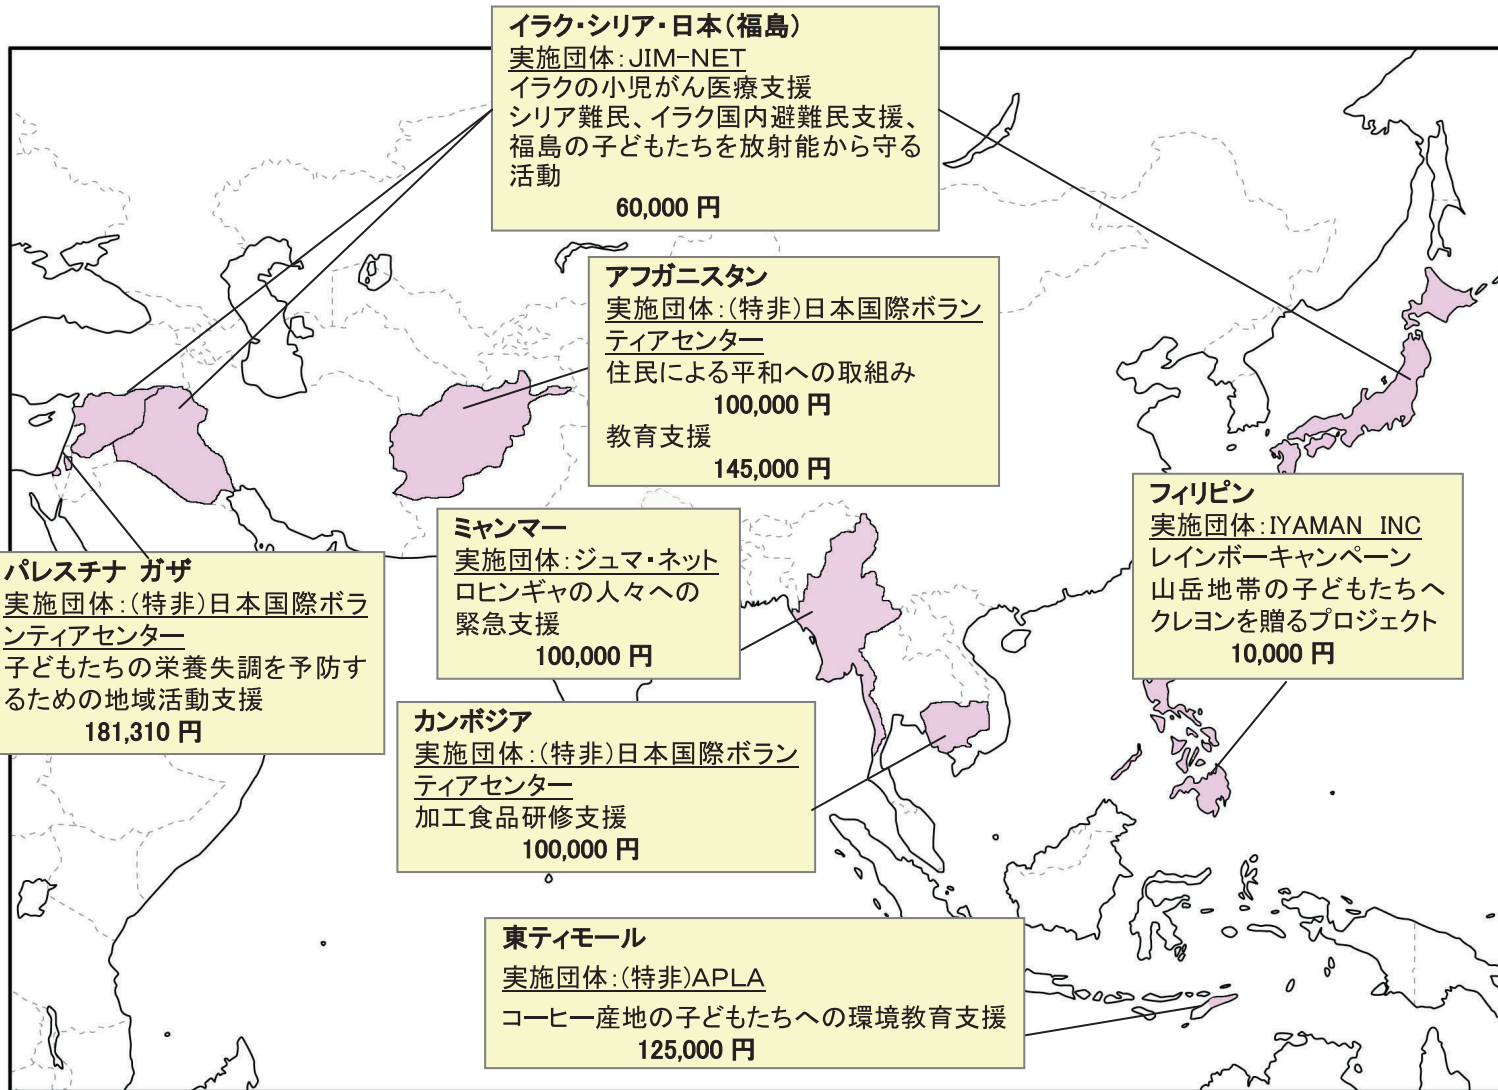 イラク・シリア・日本(福島)
実施団体:JIM-NET
イラクの小児がん医療支援
シリア難民、イラク国内避難民支援、
福島の子どもたちを放射能から守る
活動
60,000 円
アフガニスタン
実施団体:(特非)日本国際ボラン
ティアセンター
住民による平和への取組み
100,000 円
教育支援
145,000 円
フィリピン
実施団体:IYAMAN INC
レインボーキャンペーン
山岳地帯の子どもたちへ
クレヨンを贈るプロジェクト
10,000 円
ミャンマー
実施団体:ジュマ・ネット
ロヒンギャの人々への
緊急支援
100,000 円
パレスチナ ガザ
実施団体:(特非)日本国際ボラ
ンティアセンター
子どもたちの栄養失調を予防す
るための地域活動支援
181,310 円
カンボジア
実施団体:(特非)日本国際ボラン
ティアセンター
加工食品研修支援
100,000 円
東ティモール
実施団体:(特非)APLA
コーヒー産地の子どもたちへの環境教育支援
125,000 円